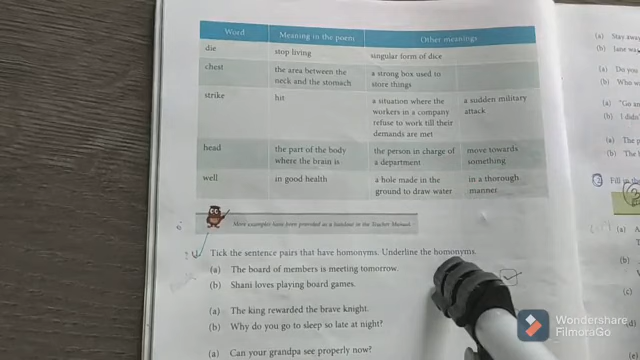 Word Meaning in the poem Other meanings
die stop living singular form of dice
chest the area between the neck and the stomach a strong box used to store things
strike hit a situation where the workers in a company refuse to work till their demands are met a sudden military attack
head the part of the body where the brain is the person in charge of a department move towards something
well in good health a hole made in the ground to draw water in a thorough manner
More examples have been provided as a handout in the Teacher Manual.
Tick the sentence pairs that have homonyms. Underline the homonyms.
(a) The board of members is meeting tomorrow.
(b) Shani loves playing board games.
(a) The king rewarded the brave knight.
(b) Why do you go to sleep so late at night?
(a) Can your grandpa see properly now?
(a) Stay away
(b) Jane
(a) Do you
(b) Who
(a) "Go
(b) I didn'
(a) The
(b) The
2 Fill in the
(a)
(b)
(d)
Wondershare
FilmoraGo